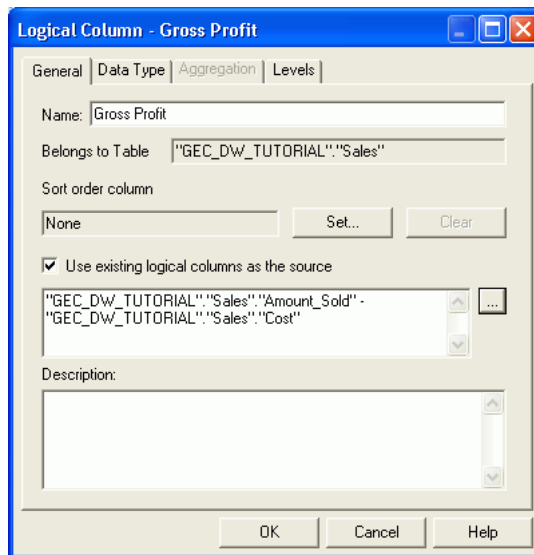 Logical Column - Gross Profit
General Data Type Aggregation Levels
Name: Gross Profit
Belongs to Table "GEC_DW_TUTORIAL"."Sales"
Sort order column
None Set... Clear
Use existing logical columns as the source
"GEC_DW_TUTORIAL"."Sales"."Amount_Sold" -
"GEC_DW_TUTORIAL"."Sales"."Cost"
...
Description:
OK Cancel Help